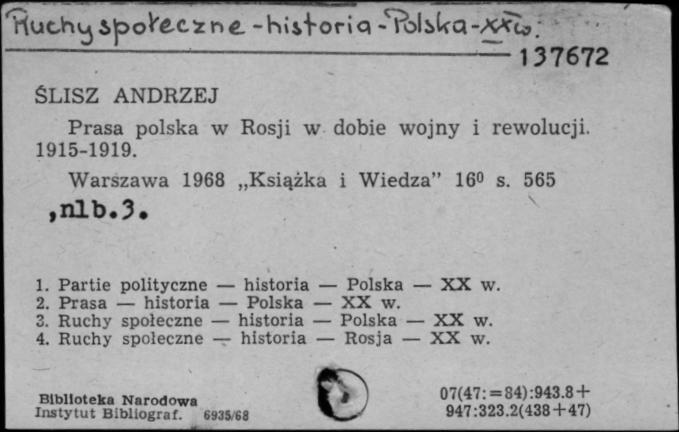 Ruchy społeczne - historia - Polska - XX w.
137672
ŚLISZ ANDRZEJ
Prasa polska w Rosji w dobie wojny i rewolucji.
1915-1919.
Warszawa 1968 „Książka i Wiedza” 16⁰ s. 565
,nlb.3.
1. Partie polityczne — historia — Polska — XX w.
2. Prasa — historia — Polska — XX w.
3. Ruchy społeczne — historia — Polska — XX w.
4. Ruchy społeczne — historia — Rosja — XX w.
Biblioteka Narodowa
Instytut Bibliograf. 6935/68
07(47:=84):943.8+
947:323.2(438+47)